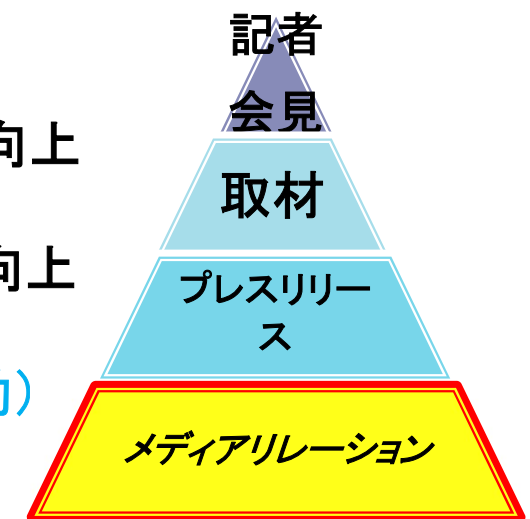 記者
会見
向上
取材
向上
プレスリリー
ス
）
メディアリレーション